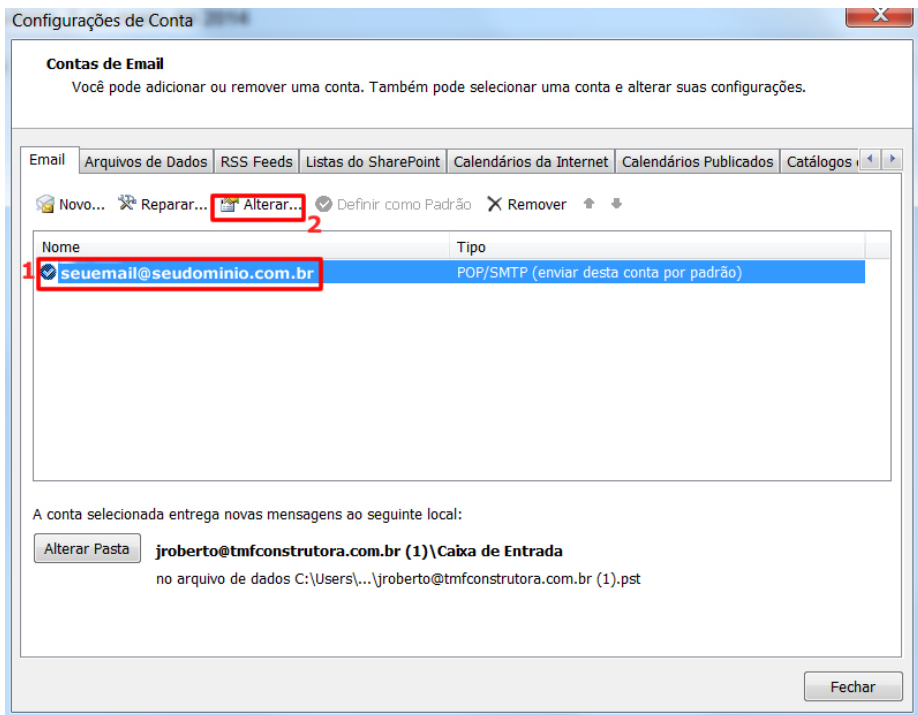 Configurações de Conta 2014
X
Contas de Email
Você pode adicionar ou remover uma conta. Também pode selecionar uma conta e alterar suas configurações.
Email Arquivos de Dados RSS Feeds Listas do SharePoint Calendários da Internet Calendários Publicados Catálogos
Novo... Reparar... Alterar... Definir como Padrão Remover
2
Nome Tipo
1 seuemail@seudominio.com.br POP/SMTP (enviar desta conta por padrão)
A conta selecionada entrega novas mensagens ao seguinte local:
Alterar Pasta jroberto@tmfconstrutora.com.br (1)\Caixa de Entrada
no arquivo de dados C:\Users\...\jroberto@tmfconstrutora.com.br (1).pst
Fechar